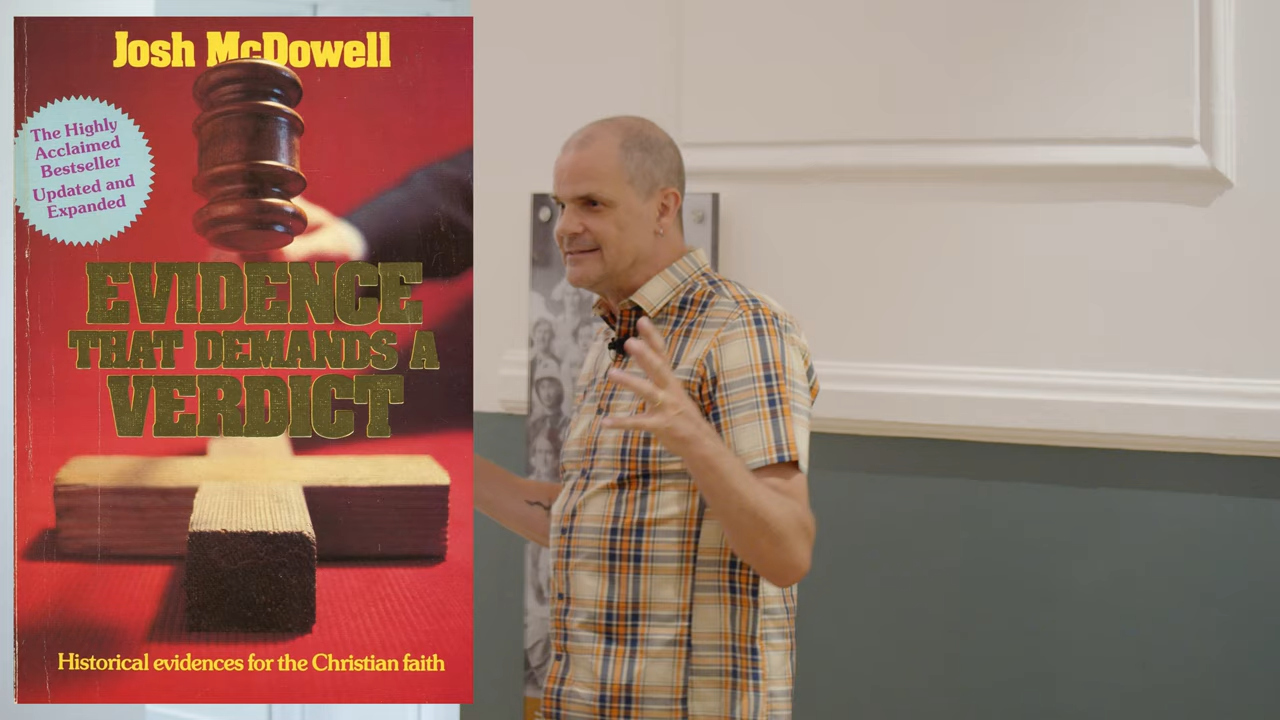 Josh McDowell
The Highly
Acclaimed
Bestseller
Updated and
Expanded
EVIDENCE
THAT DEMANDS A
VERDICT
Historical evidences for the Christian faith